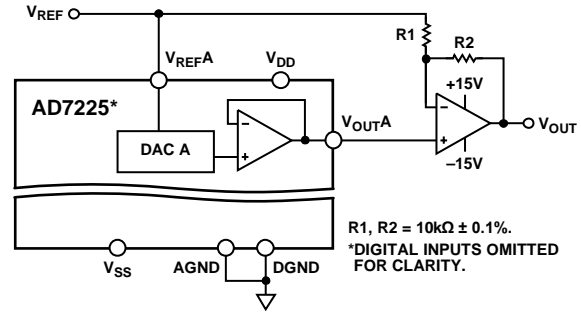 VREF
R1
R2
VREFA
VDD
+15V
AD7225*
−
+
VOUTA
−
+
VOUT
DAC A
−15V
R1, R2 = 10kΩ ± 0.1%.
*DIGITAL INPUTS OMITTED
FOR CLARITY.
VSS
AGND
DGND